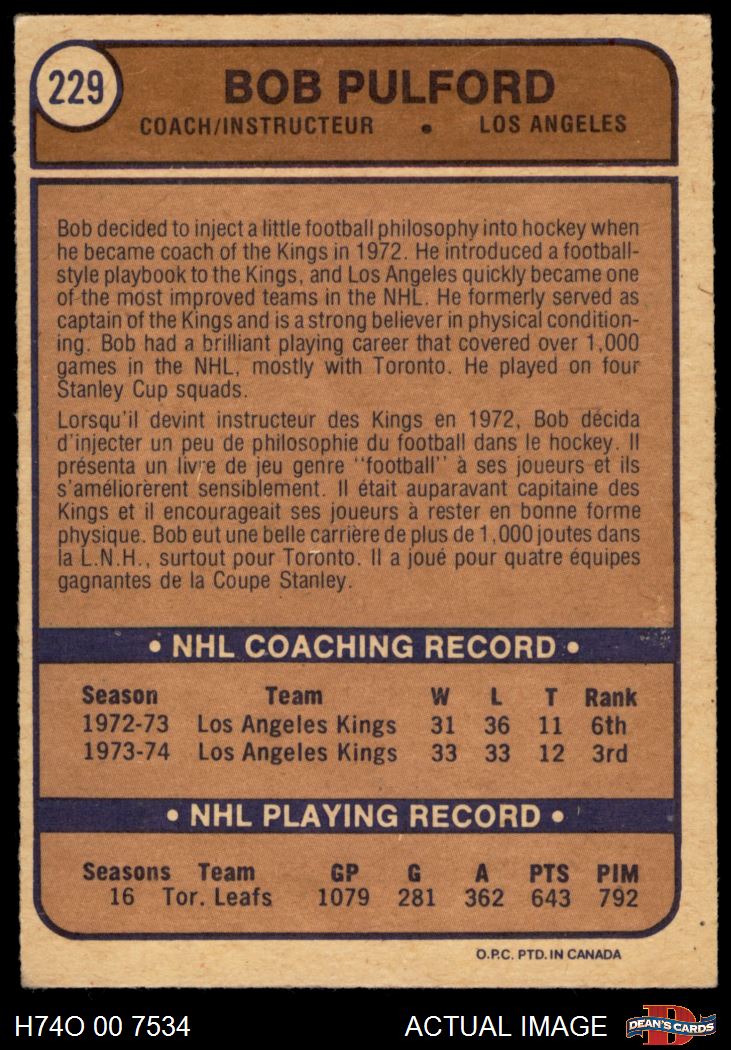 229
BOB PULFORD
COACH/INSTRUCTEUR • LOS ANGELES
Bob decided to inject a little football philosophy into hockey when
he became coach of the Kings in 1972. He introduced a football-
style playbook to the Kings, and Los Angeles quickly became one
of the most improved teams in the NHL. He formerly served as
captain of the Kings and is a strong believer in physical condition-
ing. Bob had a brilliant playing career that covered over 1,000
games in the NHL, mostly with Toronto. He played on four
Stanley Cup squads.
Lorsqu'il devint instructeur des Kings en 1972, Bob décida
d'injecter un peu de philosophie du football dans le hockey. Il
présenta un livre de jeu genre "football" à ses joueurs et ils
s'améliorèrent sensiblement. Il était auparavant capitaine des
Kings et il encourageait ses joueurs à rester en bonne forme
physique. Bob eut une belle carrière de plus de 1,000 joutes dans
la L.N.H., surtout pour Toronto. Il a joué pour quatre équipes
gagnantes de la Coupe Stanley.
• NHL COACHING RECORD •
Season Team W L T Rank
1972-73 Los Angeles Kings 31 36 11 6th
1973-74 Los Angeles Kings 33 33 12 3rd
• NHL PLAYING RECORD •
Seasons Team GP G A PTS PIM
16 Tor. Leafs 1079 281 362 643 792
O.P.C. PTD. IN CANADA
H74O 00 7534 ACTUAL IMAGE D DEAN'S CARDS